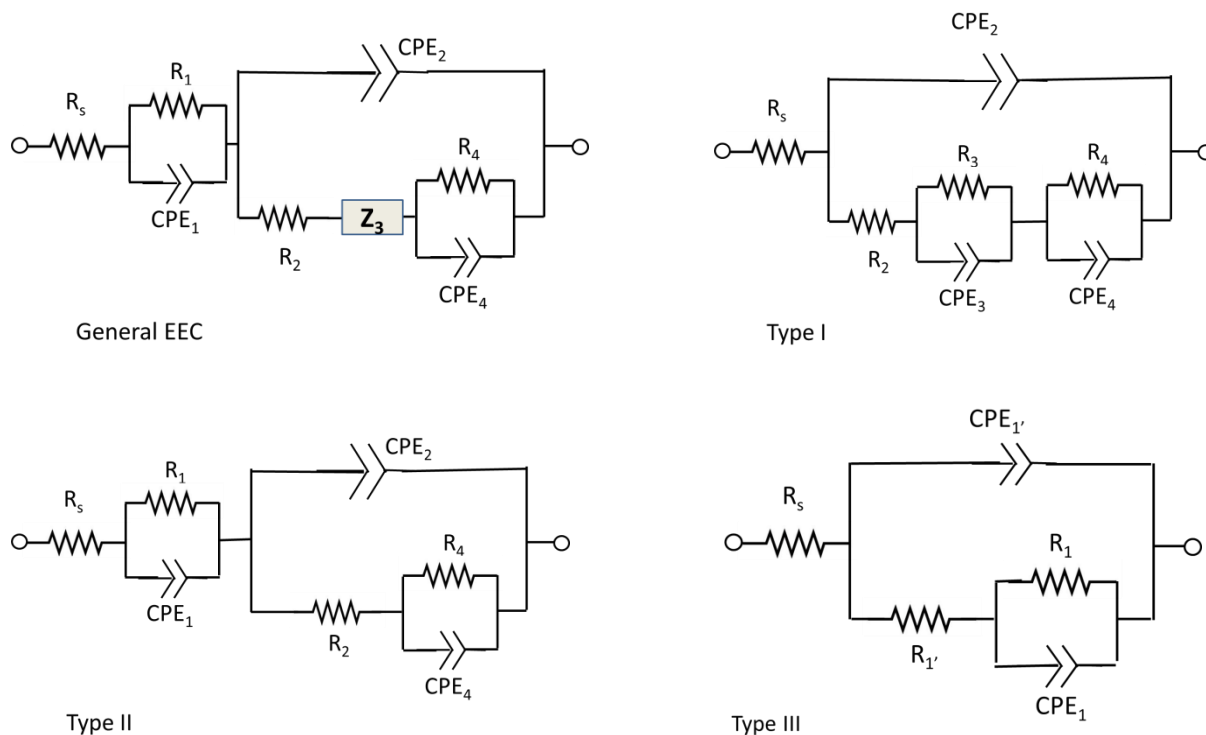 CPE2
R1
Rs
R4
Z3
CPE1
R2
CPE4
General EEC
CPE2
Rs
R3
R4
R2
CPE3
CPE4
Type I
CPE2
R1
Rs
R4
CPE1
R2
CPE4
Type II
CPE1'
Rs
R1
R1'
CPE1
Type III